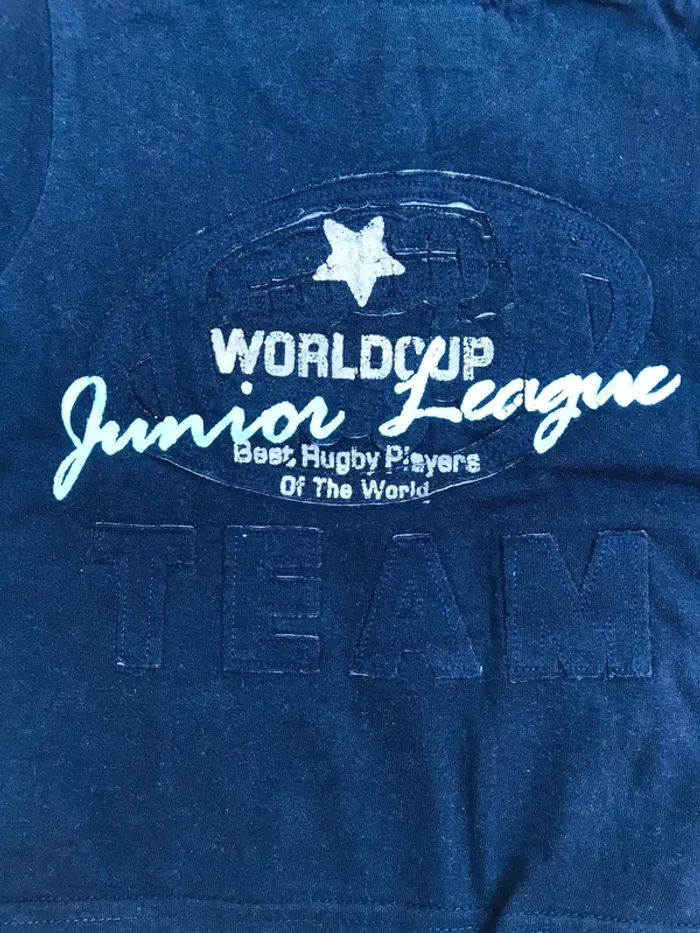 WORLDCUP
Junior League
Best Rugby Players
Of The World
TEAM